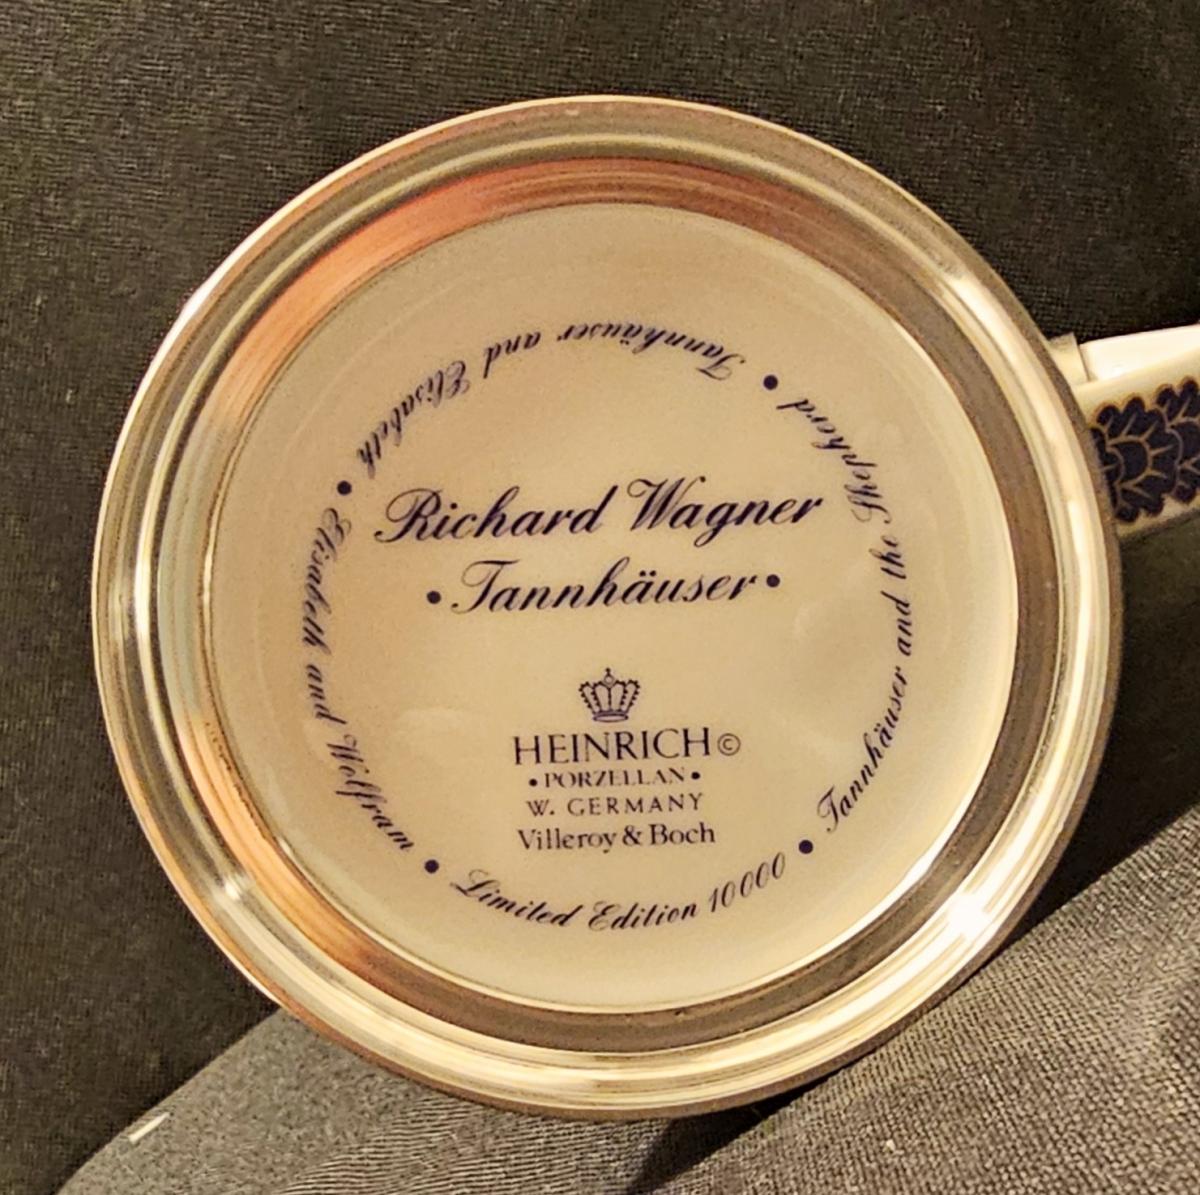 Richard Wagner
• Tannhäuser •
HEINRICH©
• PORZELLAN •
W. GERMANY
Villeroy & Boch
Tannhäuser and Elisabeth • Elisabeth and Wolfram • Limited Edition 10000 • Tannhäuser and the Shepherd •